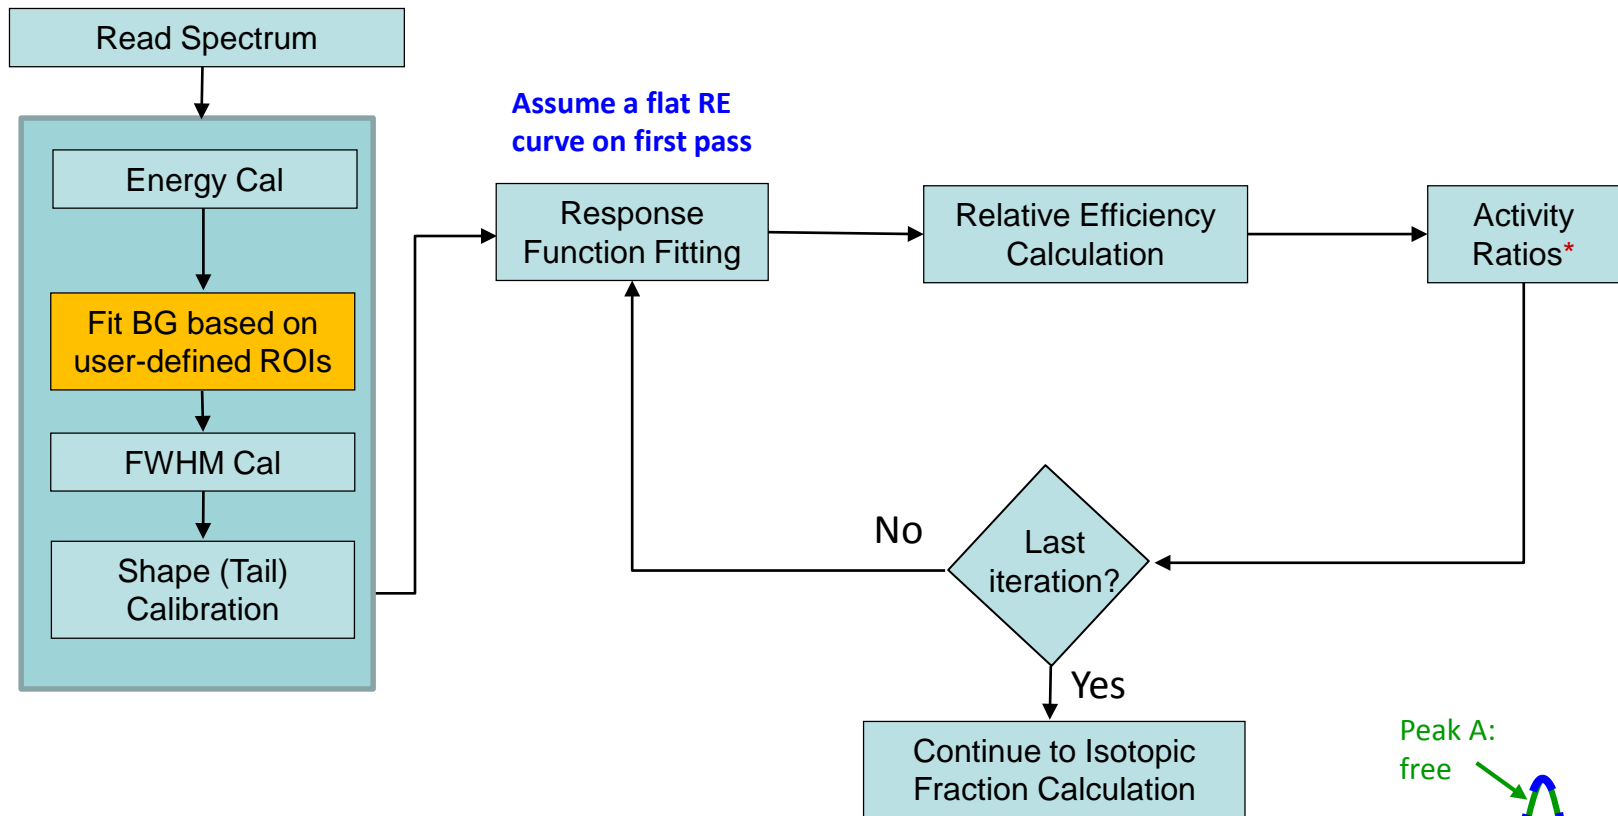 Read Spectrum
Energy Cal
Fit BG based on
user-defined ROIs
FWHM Cal
Shape (Tail)
Calibration
Assume a flat RE
curve on first pass
Response
Function Fitting
Relative Efficiency
Calculation
Activity
Ratios*
No
Last
iteration?
Yes
Continue to Isotopic
Fraction Calculation
Peak A:
free